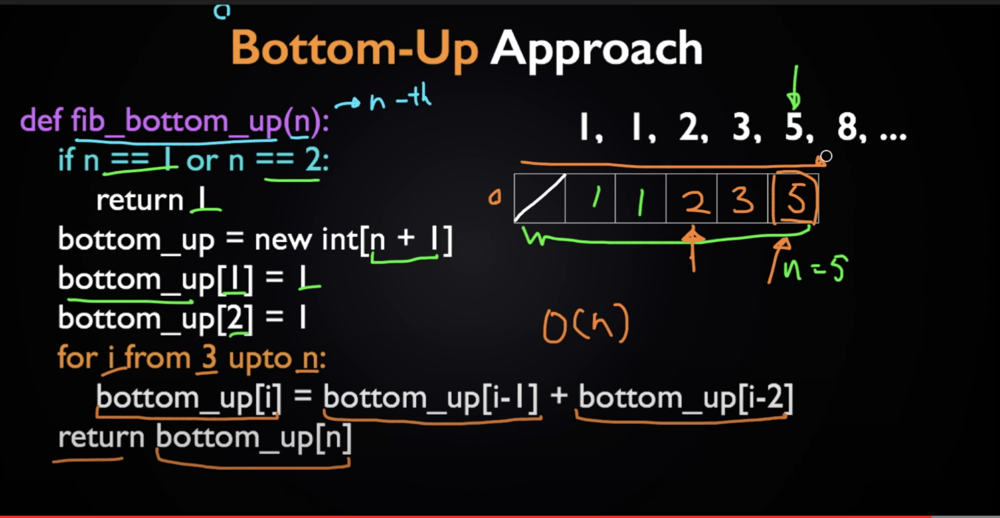 Bottom-Up Approach
def fib_bottom_up(n): → n-th
if n == 1 or n == 2:
return 1
bottom_up = new int[n + 1]
bottom_up[1] = 1
bottom_up[2] = 1
for i from 3 upto n:
bottom_up[i] = bottom_up[i-1] + bottom_up[i-2]
return bottom_up[n]
1, 1, 2, 3, 5, 8, ...
1 1 2 3 5
n = 5
O(n)